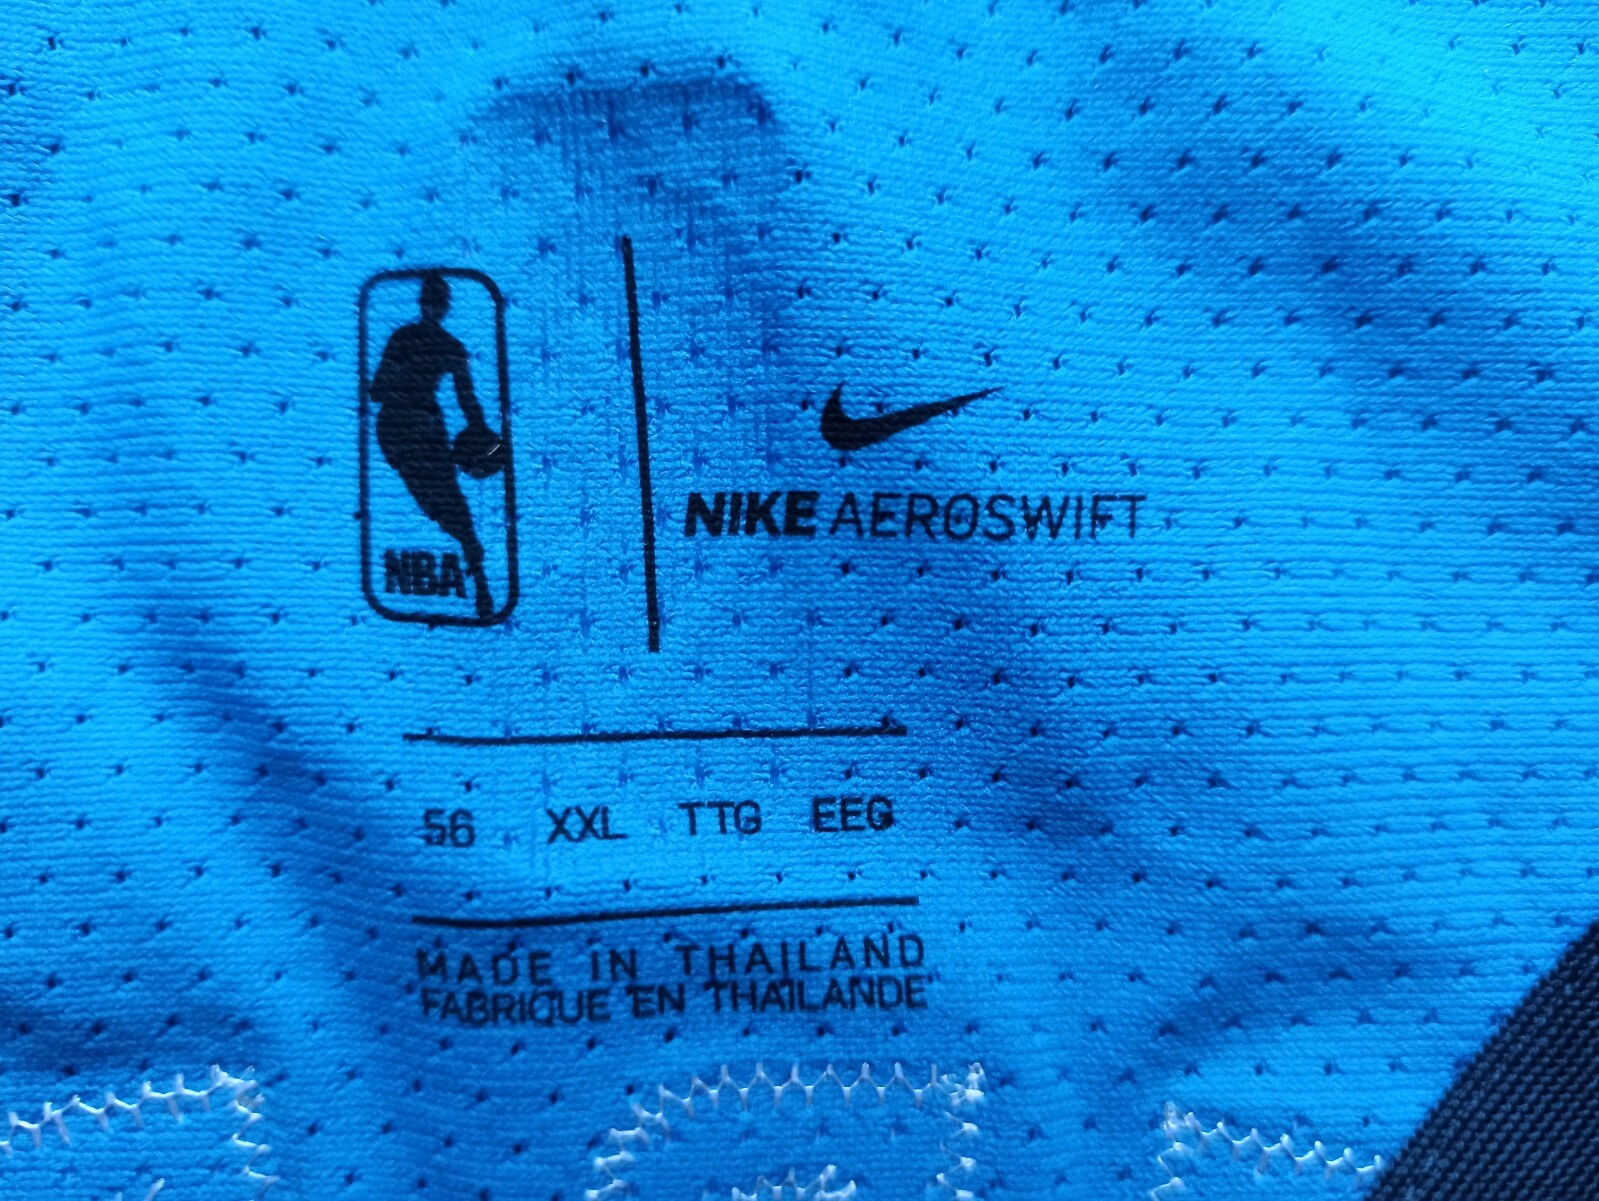 NBA
NIKE AEROSWIFT
56 XXL TTG EEG
MADE IN THAILAND
FABRIQUE EN THAILANDE